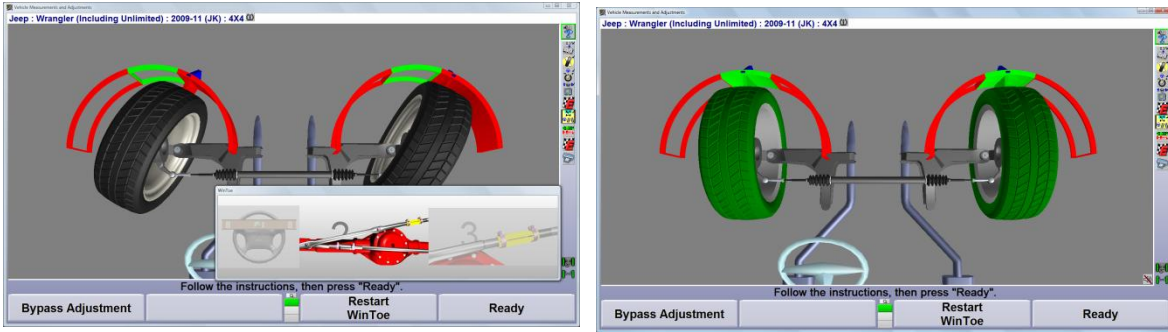 Vehicle Measurements and Adjustments
Jeep : Wrangler (Including Unlimited) : 2009-11 (JK) : 4X4
WinToe
2
3
Follow the instructions, then press "Ready".
Bypass Adjustment
Restart
WinToe
Ready
Vehicle Measurements and Adjustments
Jeep : Wrangler (Including Unlimited) : 2009-11 (JK) : 4X4
Follow the instructions, then press "Ready".
Bypass Adjustment
Restart
WinToe
Ready